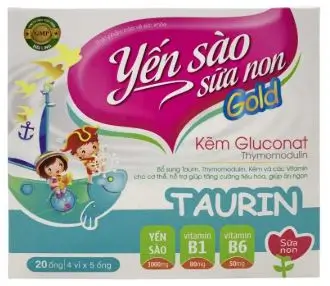 GMP
Yến sào
sữa non
Gold
Kẽm Gluconat
Thymomodulin
Bổ sung Taurin, Thymomodulin, Kẽm và các Vitamin
cho cơ thể, hỗ trợ giúp tăng cường tiêu hóa, giúp ăn ngon
TAURIN
YẾN
SÀO
1000mg
vitamin
B1
80mg
vitamin
B6
50mg
Sữa
non
20 ống 4 vỉ x 5 ống